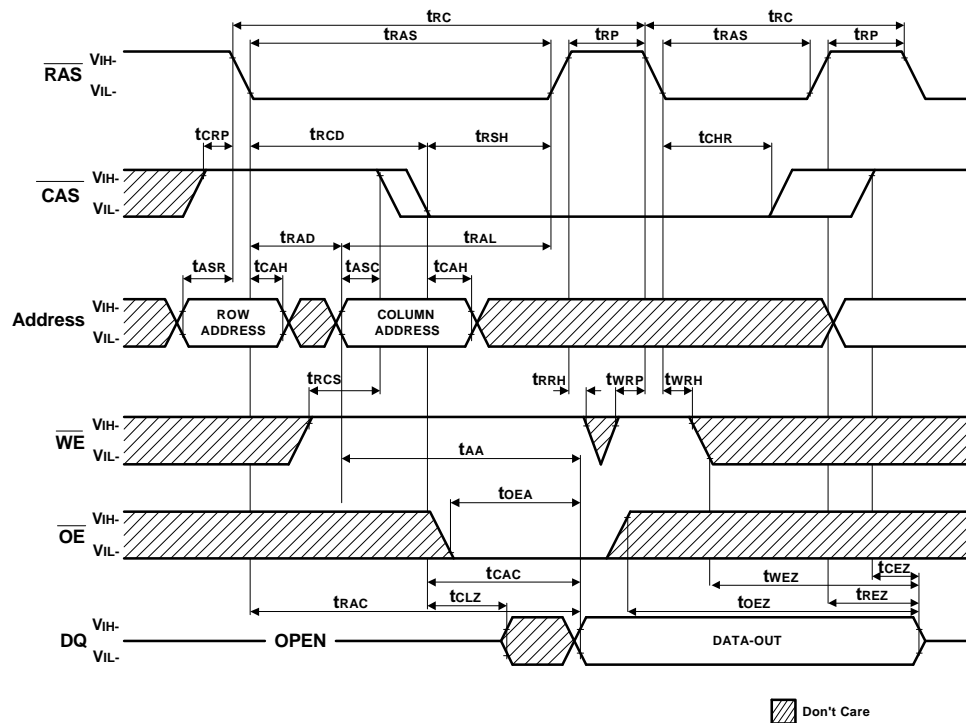 tRC tRC
tRAS tRP tRAS tRP
VIH-
RAS
VIL-
tCRP tRCD tRSH tCHR
VIH-
CAS
VIL-
tRAD tRAL
tASR tCAH tASC tCAH
VIH-
Address ROW ADDRESS COLUMN ADDRESS
VIL-
tRCS tRRH tWRP tWRH
VIH-
WE
VIL-
tAA
tOEA
VIH-
OE
VIL-
tCEZ
tCAC tWEZ
tCLZ tREZ
tRAC tOEZ
VIH-
DQ OPEN DATA-OUT
VIL-
Don't Care